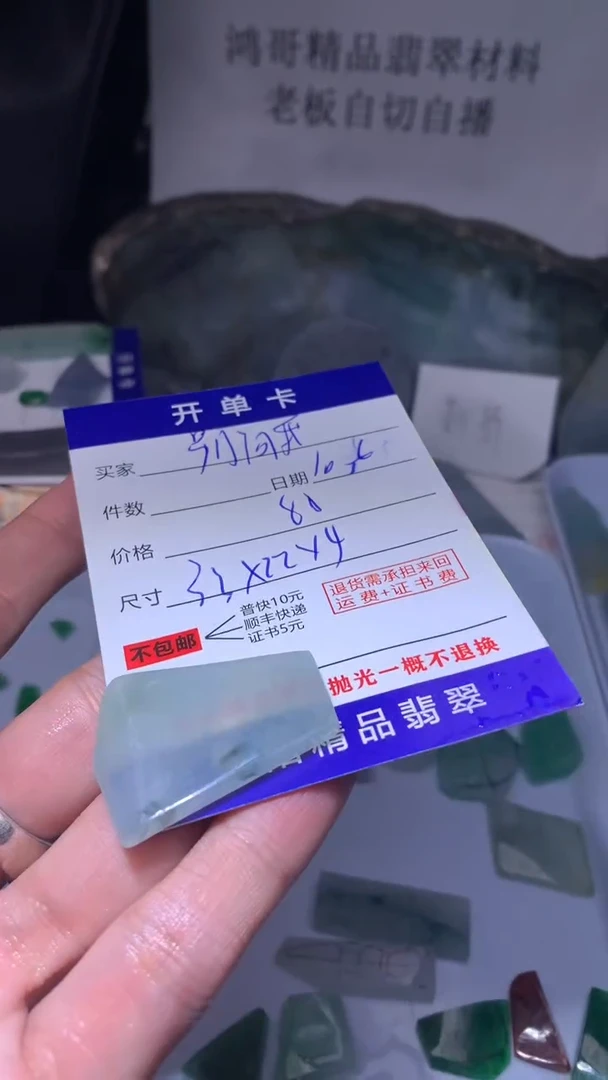 鸿哥精品翡翠材料
老板自切自播
开单卡
买家
件数
日期
价格 80
尺寸 33X22X4
普快10元
不包邮 顺丰快递
证书5元
退货需承担来回
运费+证书费
抛光一概不退换
精品翡翠